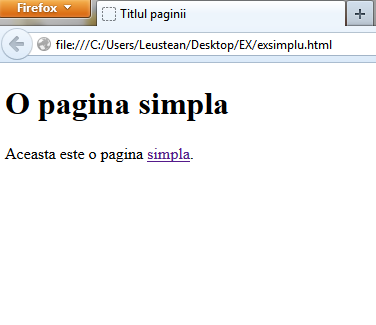 Firefox
Titlul paginii
file:///C:/Users/Leustean/Desktop/EX/exsimplu.html
O pagina simpla
Aceasta este o pagina simpla.